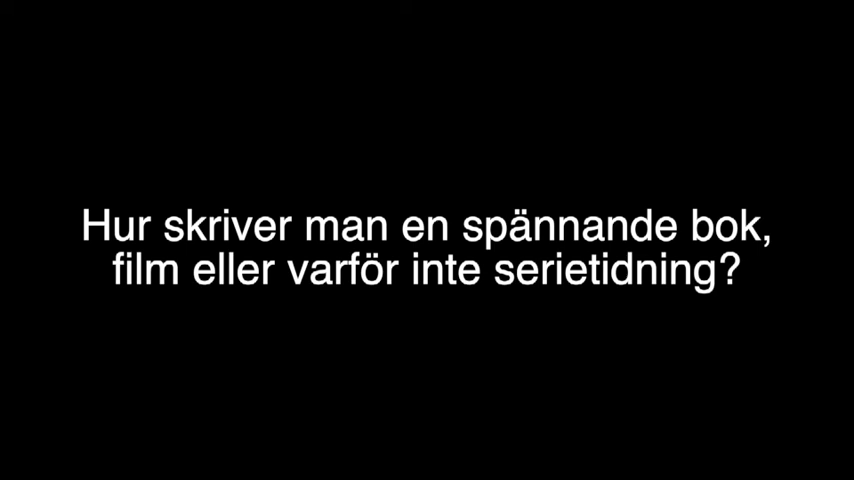 Hur skriver man en spännande bok,
film eller varför inte serietidning?